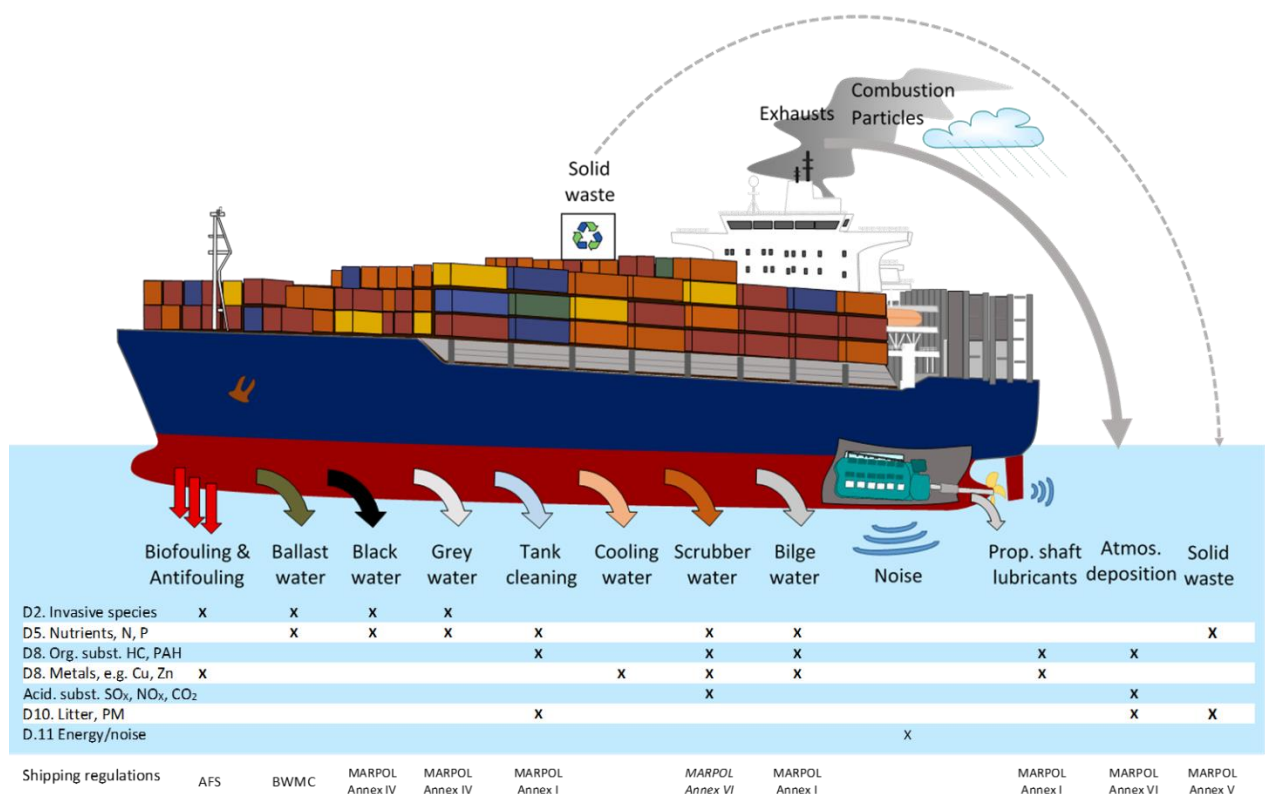 Combustion
Exhausts Particles
Solid
waste
Biofouling & Ballast Black Grey Tank Cooling Scrubber Bilge Prop. shaft Atmos. Solid
Antifouling water water water cleaning water water water Noise lubricants deposition waste
D2. Invasive species x x x x
D5. Nutrients, N, P x x x x x x x
D8. Org. subst. HC, PAH x x x x x
D8. Metals, e.g. Cu, Zn x x x x x
Acid. subst. SOₓ, NOₓ, CO₂ x x
D10. Litter, PM x x x
D.11 Energy/noise x
Shipping regulations AFS BWMC MARPOL MARPOL MARPOL MARPOL MARPOL MARPOL MARPOL MARPOL
Annex IV Annex IV Annex I Annex VI Annex I Annex I Annex VI Annex V